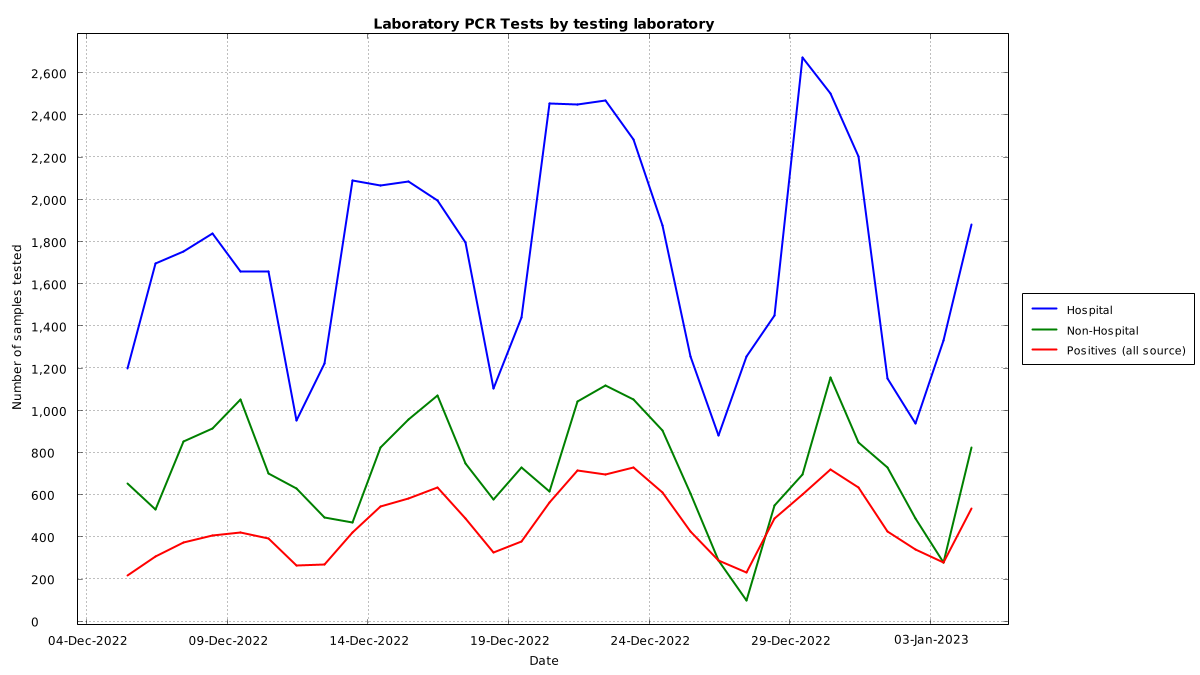 Laboratory PCR Tests by testing laboratory
Number of samples tested
2,600
2,400
2,200
2,000
1,800
1,600
1,400
1,200
1,000
800
600
400
200
0
04-Dec-2022 09-Dec-2022 14-Dec-2022 19-Dec-2022 24-Dec-2022 29-Dec-2022 03-Jan-2023
Date
Hospital
Non-Hospital
Positives (all source)